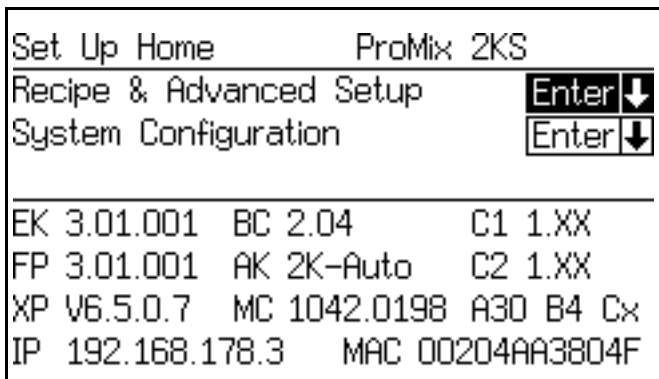 Set Up Home ProMix 2KS
Recipe & Advanced Setup Enter
System Configuration Enter
EK 3.01.001 BC 2.04 C1 1.XX
FP 3.01.001 AK 2K-Auto C2 1.XX
XP V6.5.0.7 MC 1042.0198 A30 B4 Cx
IP 192.168.178.3 MAC 00204AA3804F